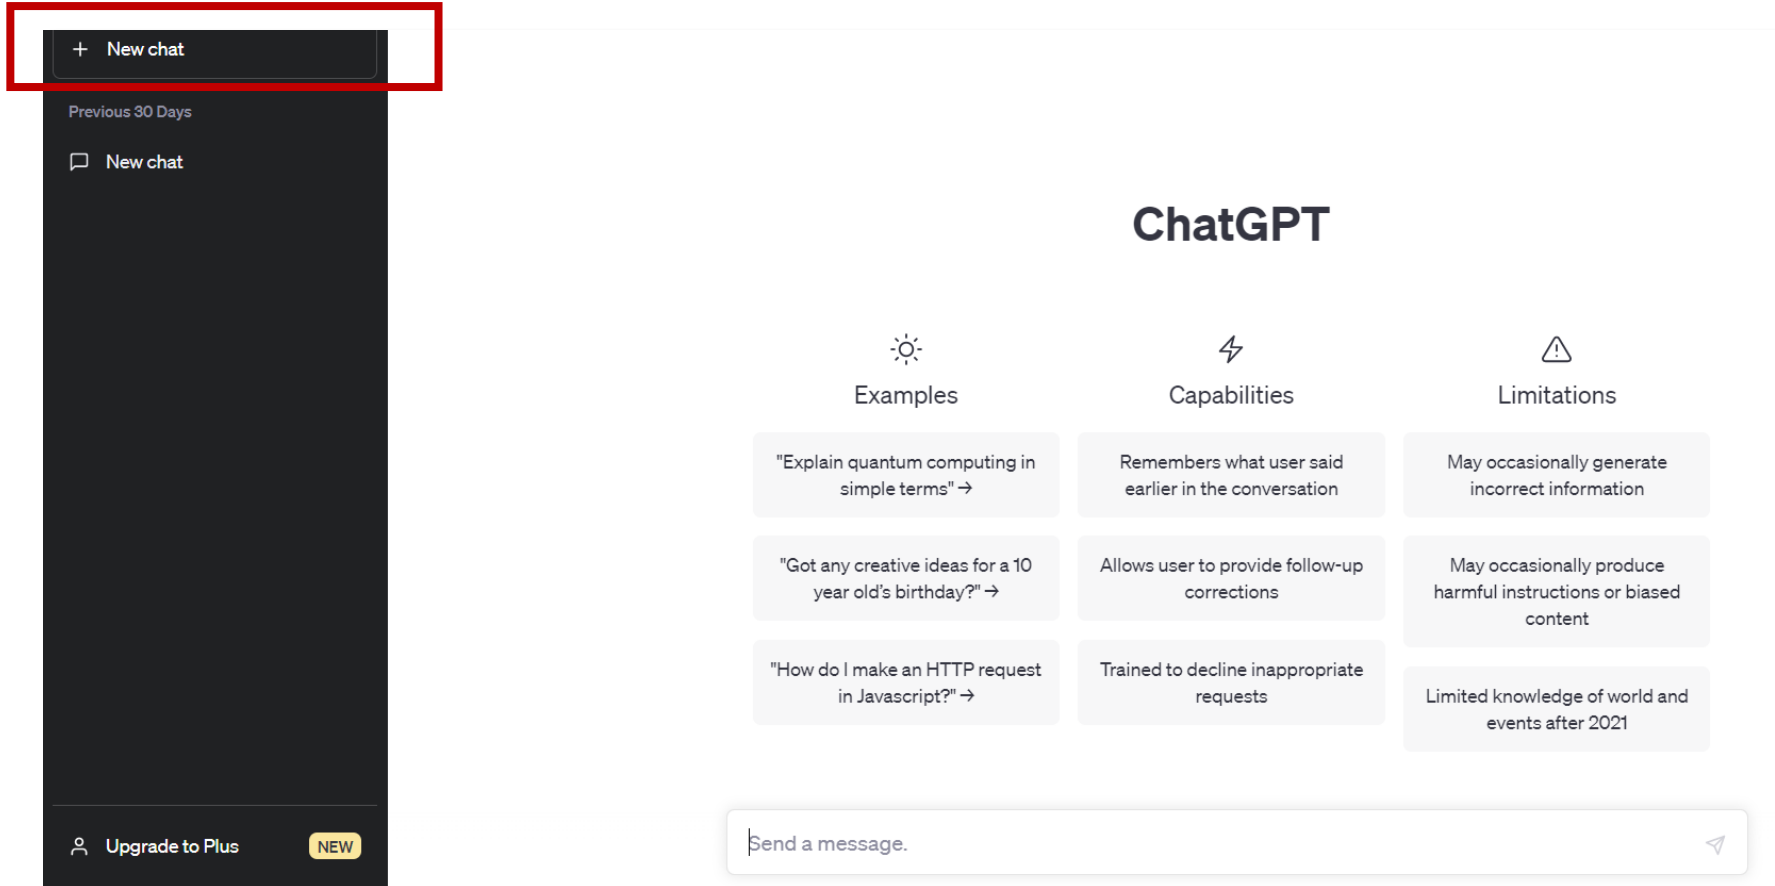 + New chat
Previous 30 Days
New chat
Upgrade to Plus
NEW
ChatGPT
Examples
"Explain quantum computing in
simple terms" →
"Got any creative ideas for a 10
year old's birthday?" →
"How do I make an HTTP request
in Javascript?" →
Capabilities
Remembers what user said
earlier in the conversation
Allows user to provide follow-up
corrections
Trained to decline inappropriate
requests
Limitations
May occasionally generate
incorrect information
May occasionally produce
harmful instructions or biased
content
Limited knowledge of world and
events after 2021
Send a message.